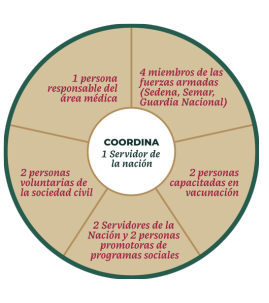 1 persona
responsable del
área médica
4 miembros de las
fuerzas armadas
(Sedena, Semar,
Guardia Nacional)
COORDINA
1 Servidor de
la nación
2 personas
voluntarias de
la sociedad civil
2 personas
capacitadas en
vacunación
2 Servidores de la
Nación y 2 personas
promotoras de
programas sociales